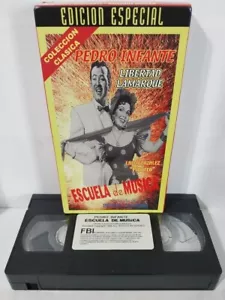 EDICION ESPECIAL
COLECCION
CLASICA
PEDRO INFANTE
LIBERTAD
LAMARQUE
ESCUELA de MUSICA
PEDRO INFANTE
ESCUELA DE MUSICA
FBI